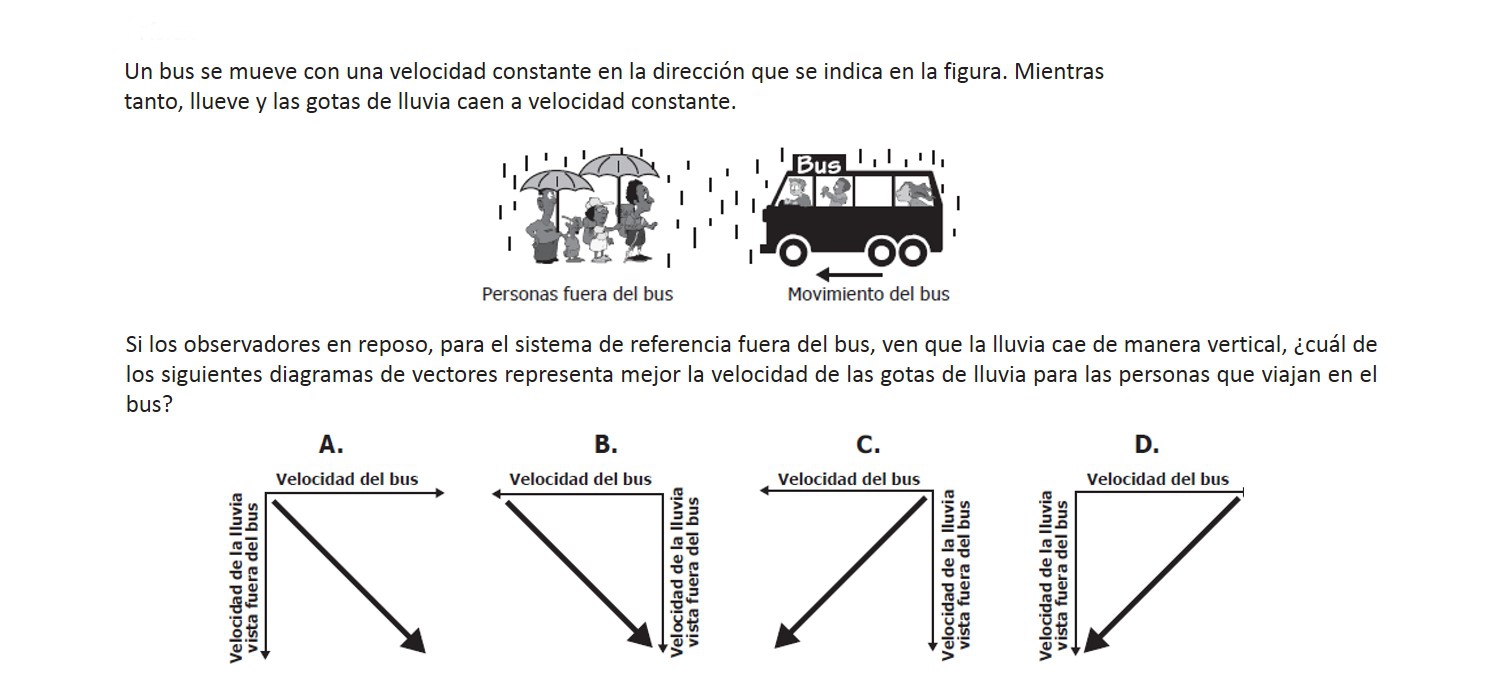 Un bus se mueve con una velocidad constante en la dirección que se indica en la figura. Mientras
tanto, llueve y las gotas de lluvia caen a velocidad constante.
Bus
Personas fuera del bus
Movimiento del bus
Si los observadores en reposo, para el sistema de referencia fuera del bus, ven que la lluvia cae de manera vertical, ¿cuál de
los siguientes diagramas de vectores representa mejor la velocidad de las gotas de lluvia para las personas que viajan en el
bus?
A.
Velocidad del bus
Velocidad de la lluvia
vista fuera del bus
B.
Velocidad del bus
Velocidad de la lluvia
vista fuera del bus
C.
Velocidad del bus
Velocidad de la lluvia
vista fuera del bus
D.
Velocidad del bus
Velocidad de la lluvia
vista fuera del bus